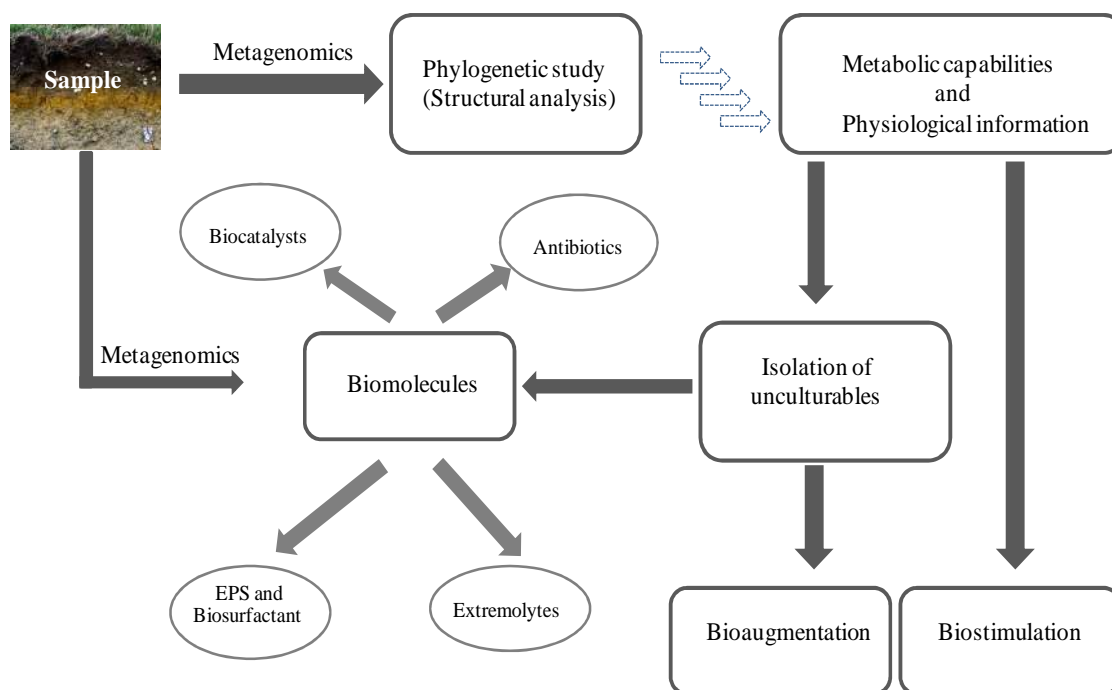 Sample
Metagenomics
Phylogenetic study
(Structural analysis)
Metabolic capabilities
and
Physiological information
Biocatalysts
Antibiotics
Metagenomics
Biomolecules
Isolation of
unculturables
EPS and
Biosurfactant
Extremolytes
Bioaugmentation
Biostimulation